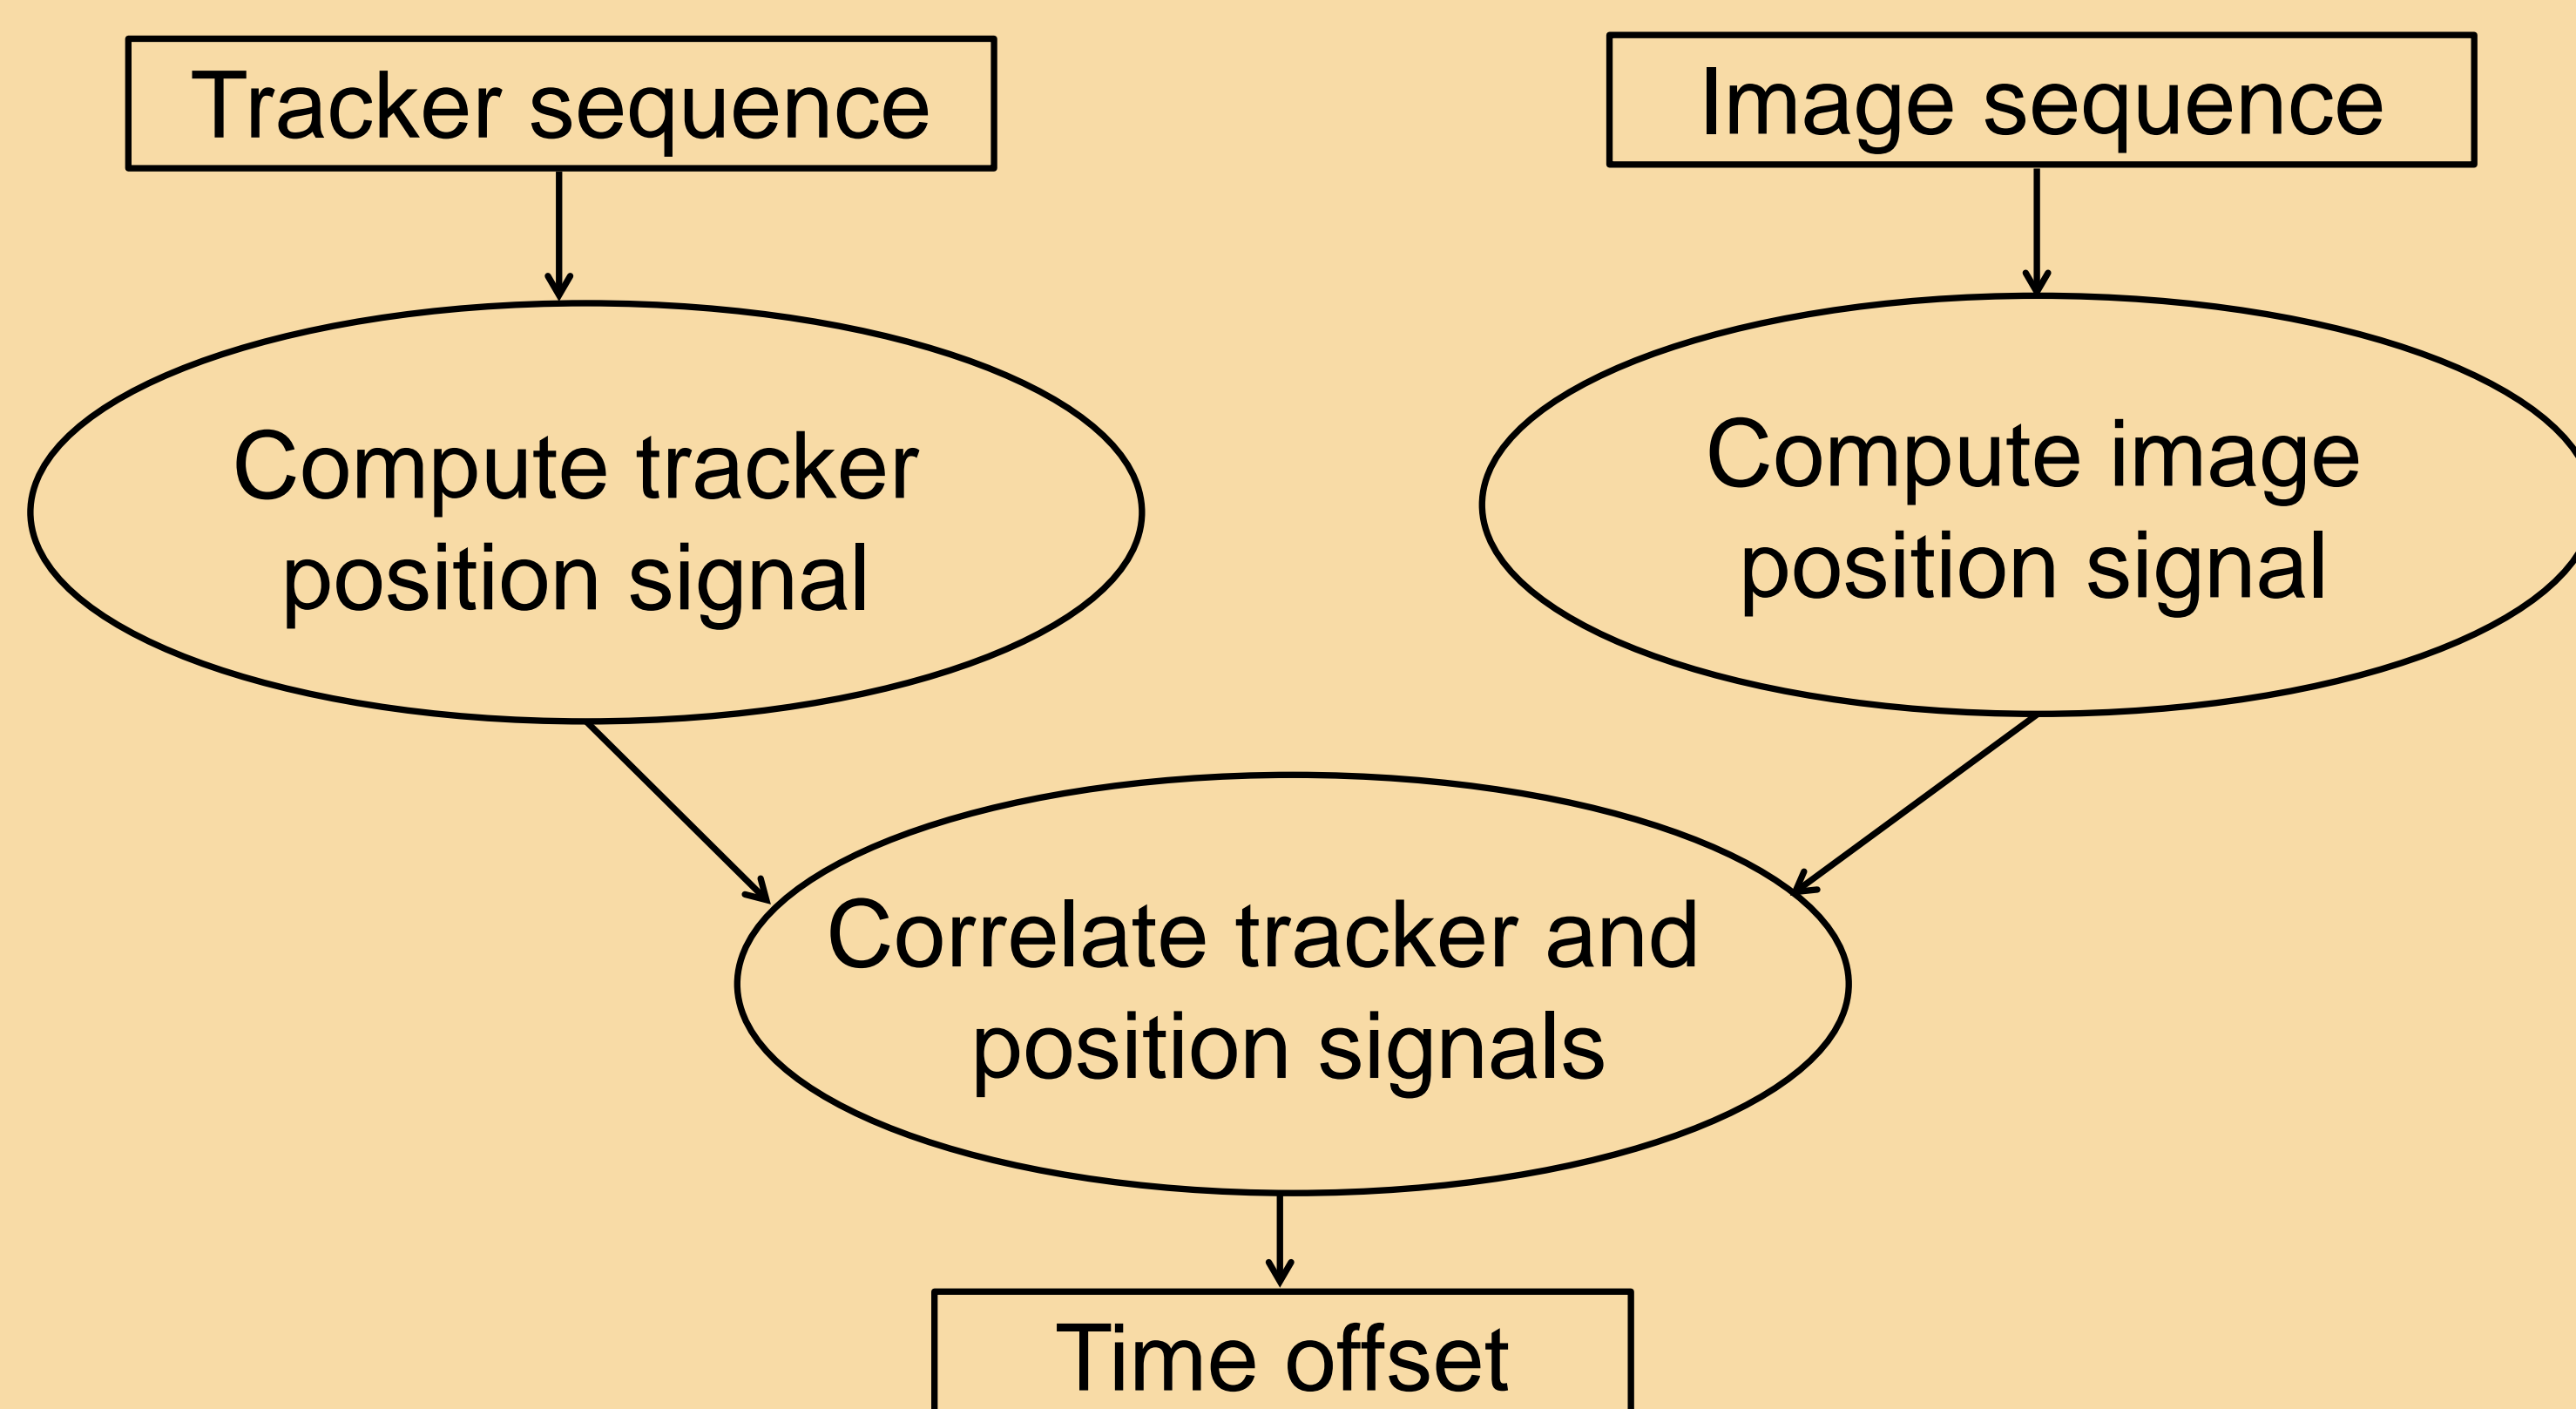 Tracker sequence
Image sequence
Compute tracker
position signal
Compute image
position signal
Correlate tracker and
position signals
Time offset